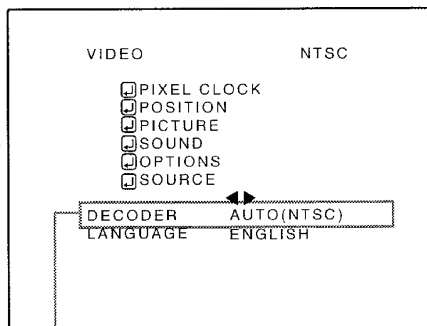 VIDEO NTSC
PIXEL CLOCK
POSITION
PICTURE
SOUND
OPTIONS
SOURCE
DECODER AUTO(NTSC)
LANGUAGE ENGLISH